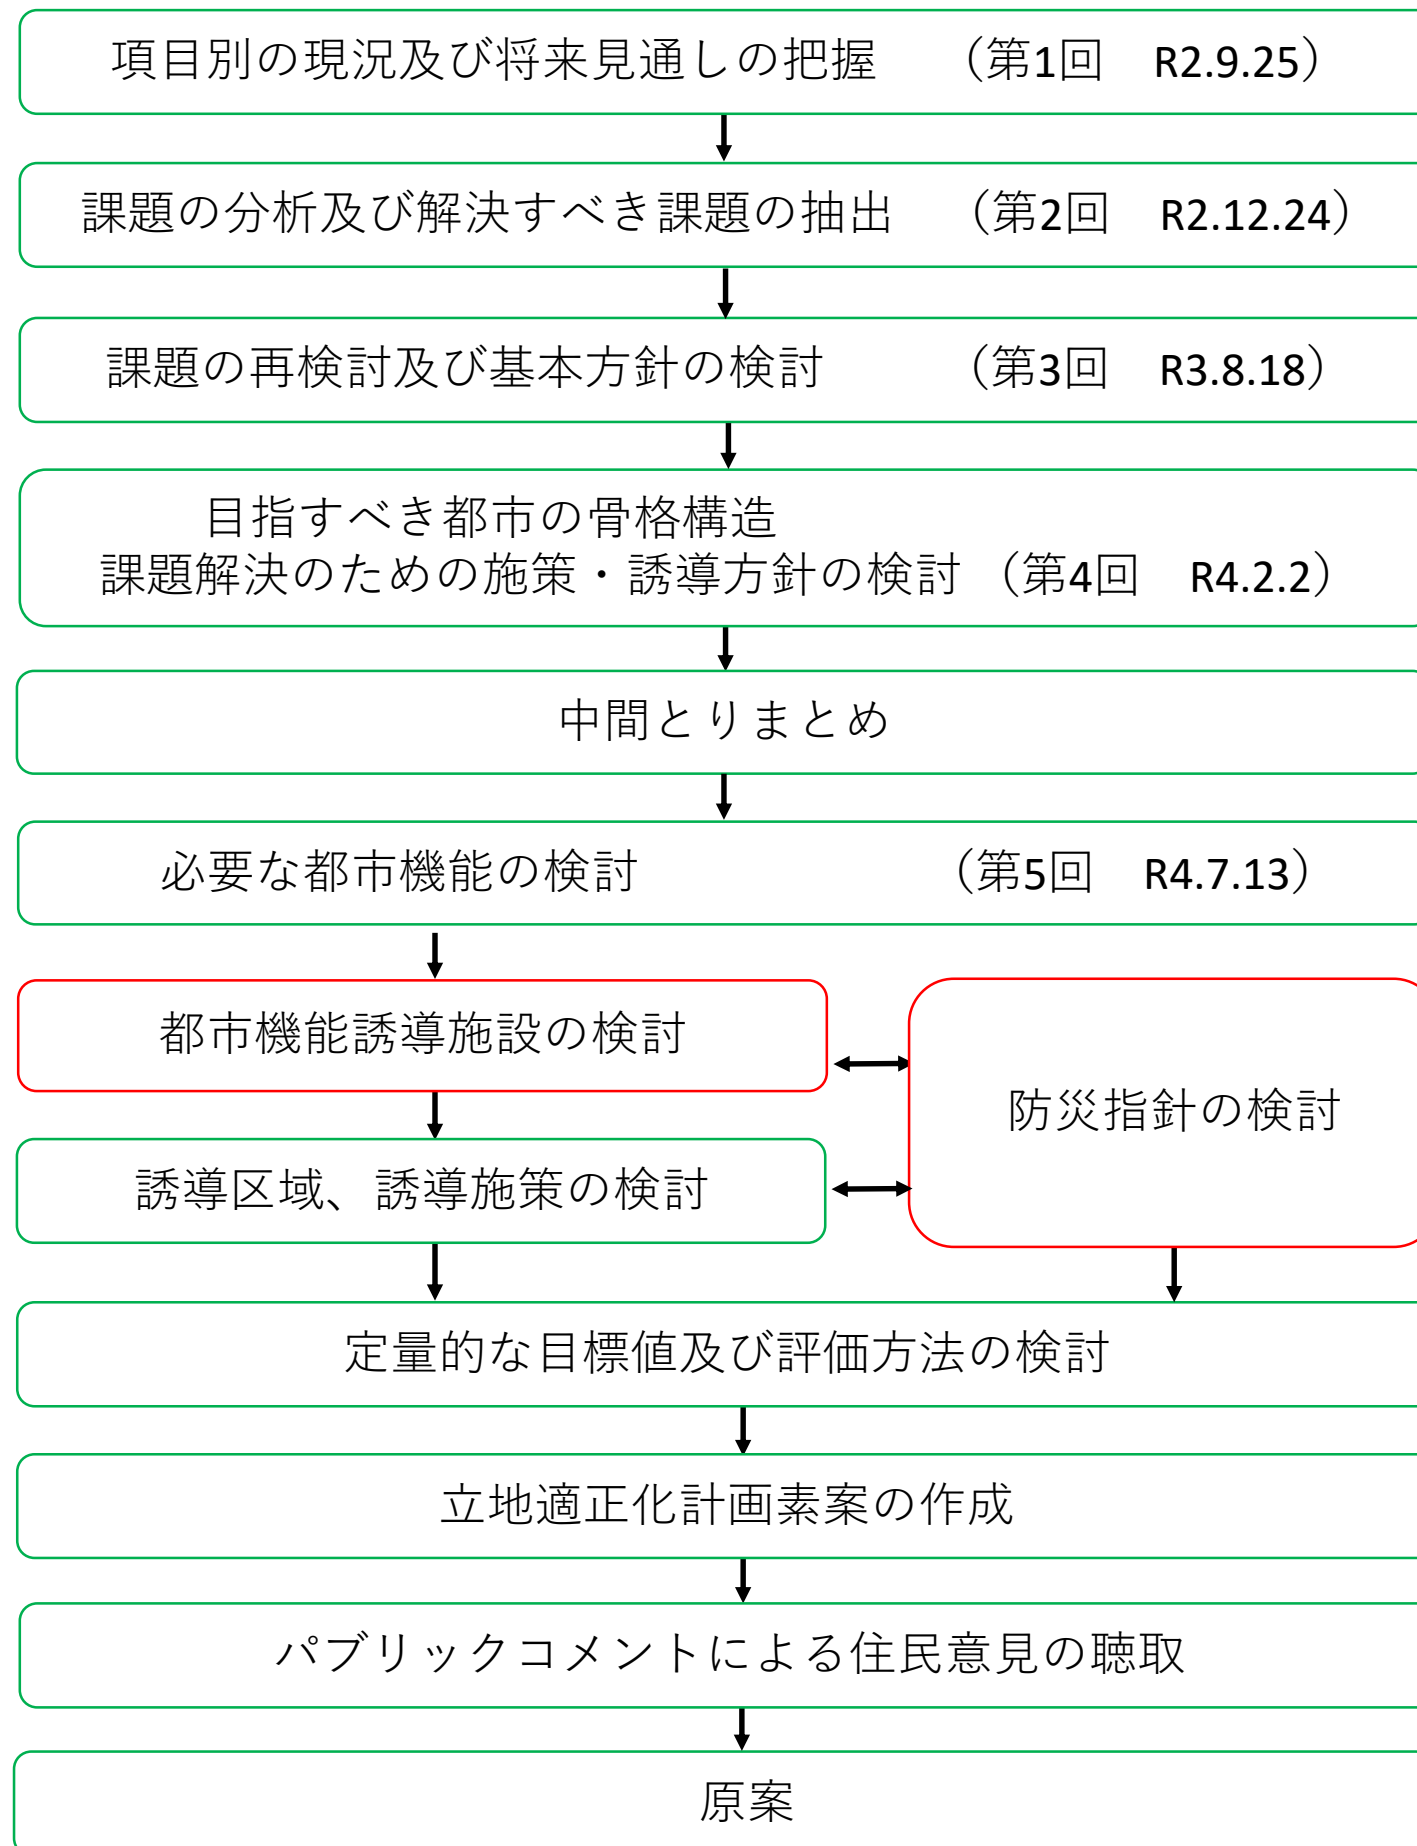 項目別の現況及び将来見通しの把握　（第1回　R2.9.25）
課題の分析及び解決すべき課題の抽出　（第2回　R2.12.24）
課題の再検討及び基本方針の検討　（第3回　R3.8.18）
目指すべき都市の骨格構造
課題解決のための施策・誘導方針の検討（第4回　R4.2.2）
中間とりまとめ
必要な都市機能の検討　（第5回　R4.7.13）
都市機能誘導施設の検討
防災指針の検討
誘導区域、誘導施策の検討
定量的な目標値及び評価方法の検討
立地適正化計画素案の作成
パブリックコメントによる住民意見の聴取
原案